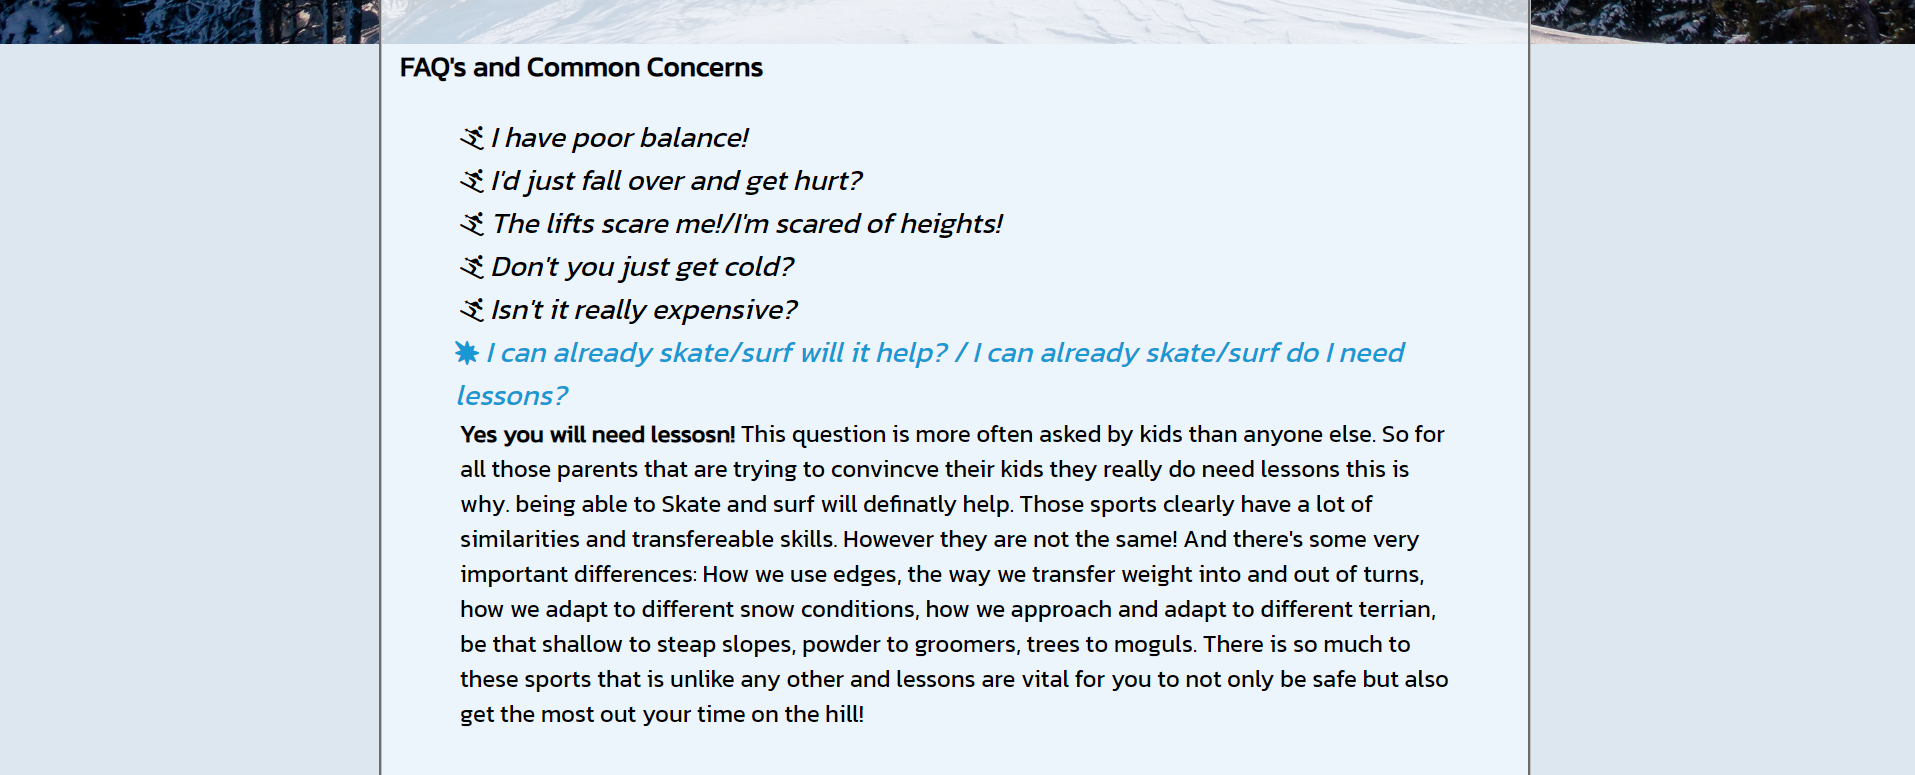 FAQ's and Common Concerns
I have poor balance!
I'd just fall over and get hurt?
The lifts scare me!/I'm scared of heights!
Don't you just get cold?
Isn't it really expensive?
I can already skate/surf will it help? / I can already skate/surf do I need
lessons?
Yes you will need lessosn! This question is more often asked by kids than anyone else. So for
all those parents that are trying to convincve their kids they really do need lessons this is
why. being able to Skate and surf will definatly help. Those sports clearly have a lot of
similarities and transfereable skills. However they are not the same! And there's some very
important differences: How we use edges, the way we transfer weight into and out of turns,
how we adapt to different snow conditions, how we approach and adapt to different terrian,
be that shallow to steap slopes, powder to groomers, trees to moguls. There is so much to
these sports that is unlike any other and lessons are vital for you to not only be safe but also
get the most out your time on the hill!